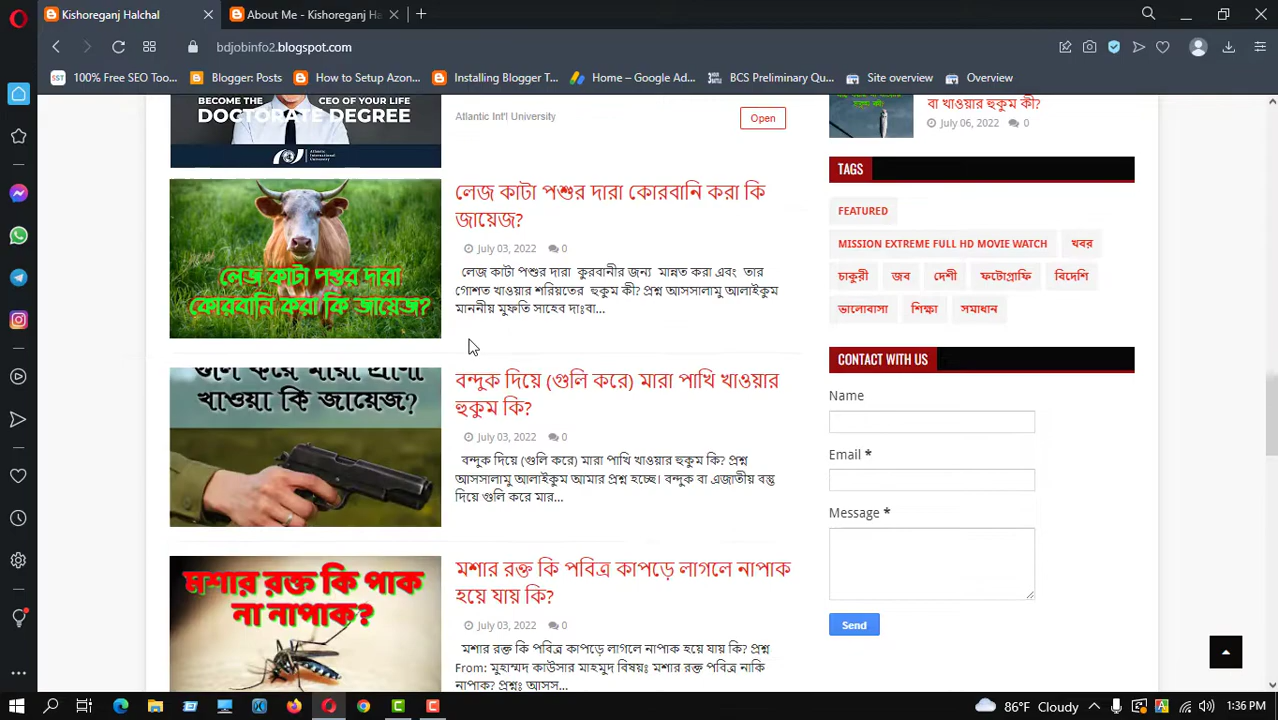 Kishoreganj Halchal
About Me - Kishoreganj Ha
bdjobinfo2.blogspot.com
SST 100% Free SEO Too...
Blogger: Posts
How to Setup Azon...
Installing Blogger T...
Home – Google Ad...
BCS Preliminary Qu...
Site overview
Overview
BECOME THE CEO OF YOUR LIFE
DOCTORATE DEGREE
Atlantic Int'l University
Open
লেজ কাটা পশুর দারা
কোরবানি করা কি জায়েজ?
লেজ কাটা পশুর দারা কোরবানি করা কি
জায়েজ?
July 03, 2022 0
লেজ কাটা পশুর দারা কুরবানীর জন্য মান্নত করা এবং তার
গোশত খাওয়ার শরিয়তের হুকুম কী? প্রশ্ন আসসালামু আলাইকুম
মাননীয় মুফতি সাহেব দাঃবা...
গুলি করে মারা প্রাণী
খাওয়া কি জায়েজ?
বন্দুক দিয়ে (গুলি করে) মারা পাখি খাওয়ার
হুকুম কি?
July 03, 2022 0
বন্দুক দিয়ে (গুলি করে) মারা পাখি খাওয়ার হুকুম কি? প্রশ্ন
আসসালামু আলাইকুম আমার প্রশ্ন হচ্ছে। বন্দুক বা এজাতীয় বস্তু
দিয়ে গুলি করে মার...
মশার রক্ত কি পাক
না নাপাক?
মশার রক্ত কি পবিত্র কাপড়ে লাগলে নাপাক
হয়ে যায় কি?
July 03, 2022 0
মশার রক্ত কি পবিত্র কাপড়ে লাগলে নাপাক হয়ে যায় কি? প্রশ্ন
From: মুহাম্মদ কাউসার মাহমুদ বিষয়ঃ মশার রক্ত পবিত্র নাকি
নাপাক? প্রশ্নঃ আসস...
বা খাওয়ার হুকুম কী?
July 06, 2022 0
TAGS
FEATURED
MISSION EXTREME FULL HD MOVIE WATCH খবর
চাকুরী জব দেশী ফটোগ্রাফি বিদেশি
ভালোবাসা শিক্ষা সমাধান
CONTACT WITH US
Name
Email *
Message *
Send
86°F Cloudy
1:36 PM